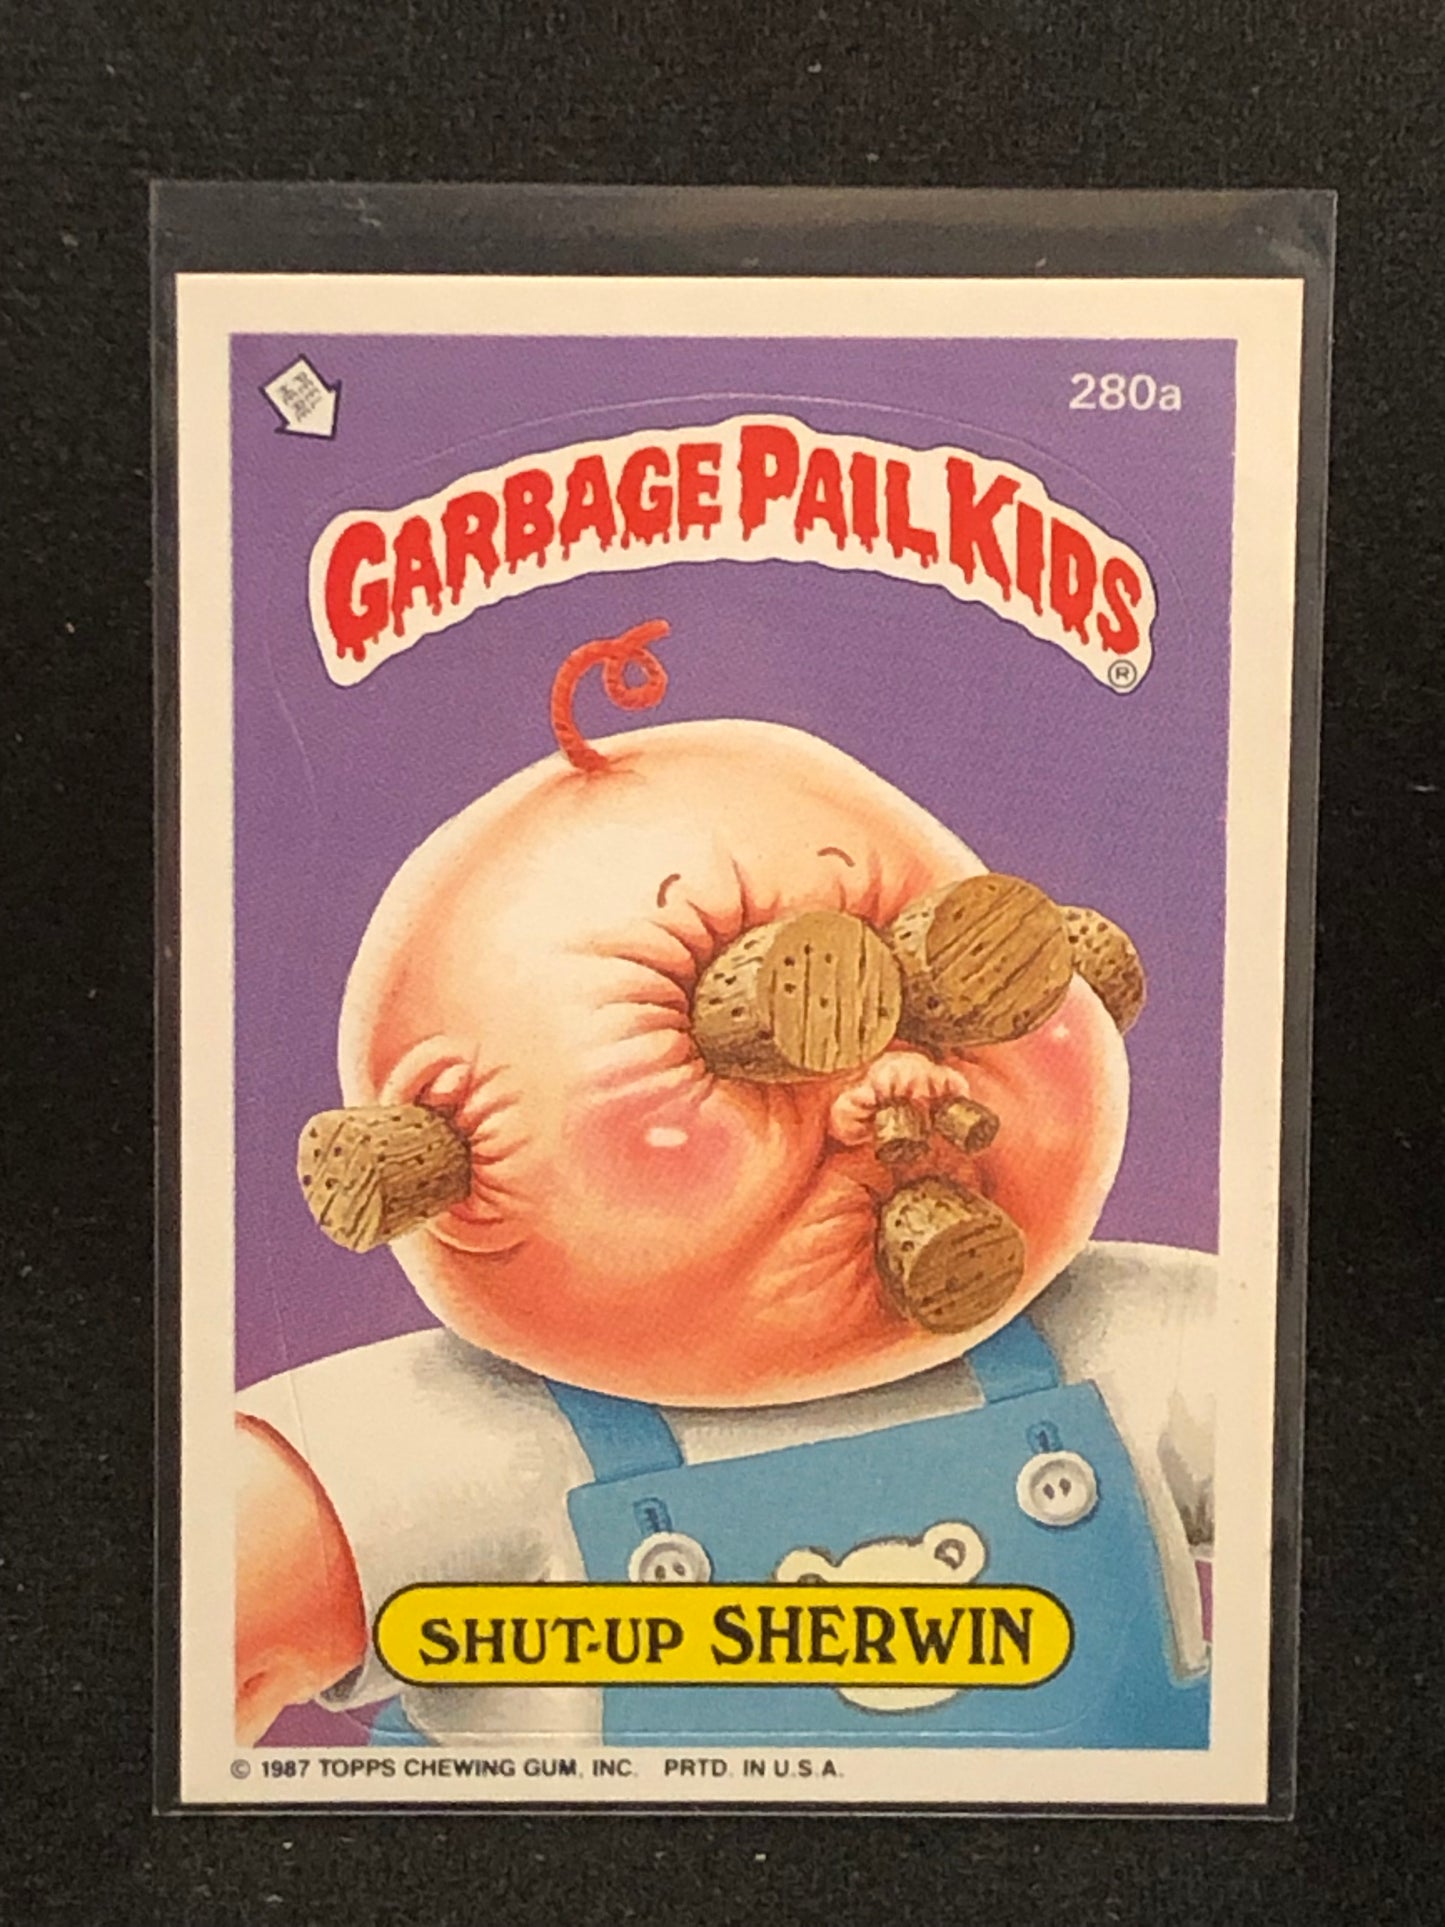 280a
GARBAGE PAIL KIDS
®
SHUT-UP SHERWIN
© 1987 TOPPS CHEWING GUM, INC. PRTD. IN U.S.A.